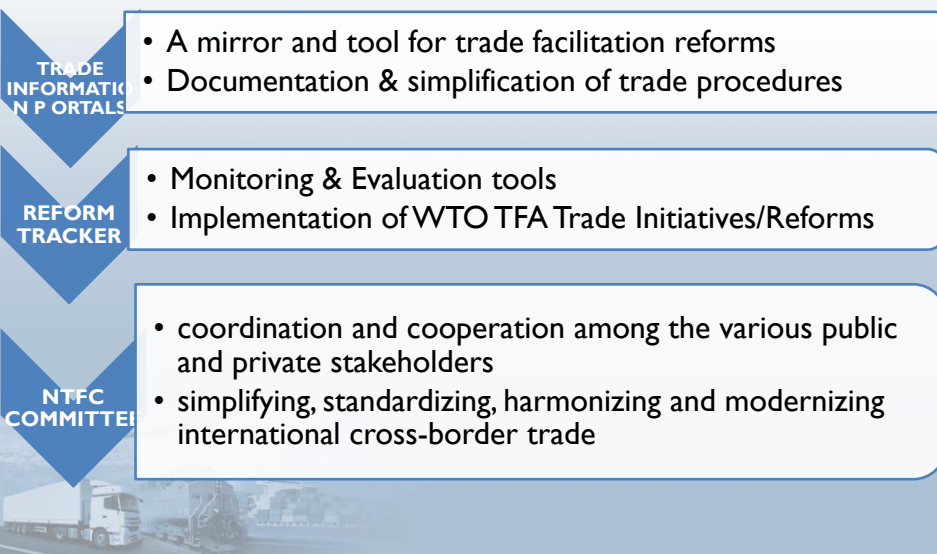 TRADE
INFORMATIO
N P ORTALS
• A mirror and tool for trade facilitation reforms
• Documentation & simplification of trade procedures
REFORM
TRACKER
• Monitoring & Evaluation tools
• Implementation of WTO TFA Trade Initiatives/Reforms
NTFC
COMMITTEE
• coordination and cooperation among the various public
and private stakeholders
• simplifying, standardizing, harmonizing and modernizing
international cross-border trade